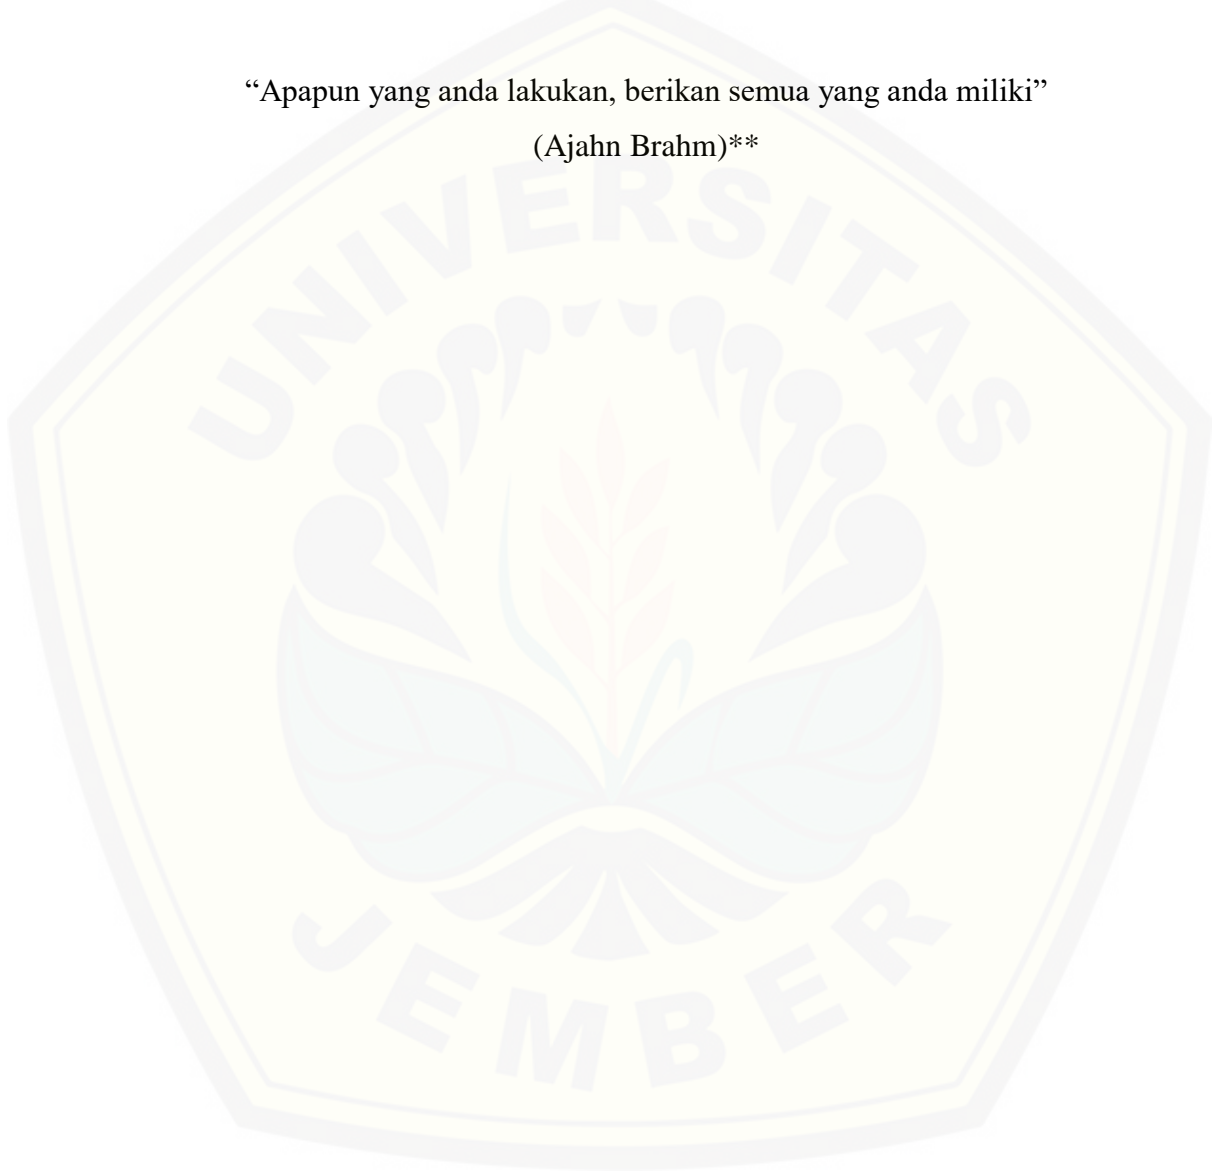 “Apapun yang anda lakukan, berikan semua yang anda miliki”
(Ajahn Brahm)**
UNIVERSITAS
JEMBER